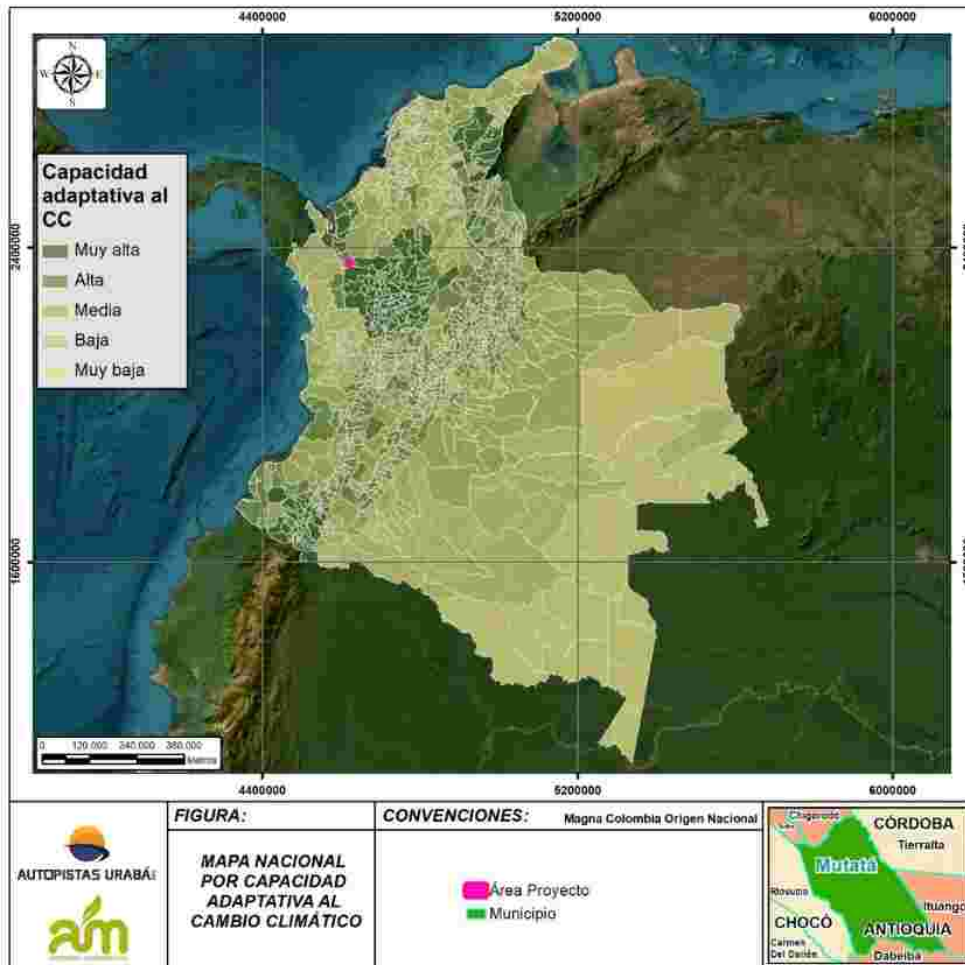 4400000 5200000 6000000
N
W E
S
Capacidad
adaptativa al
CC
Muy alta
Alta
Media
Baja
Muy baja
2400000
1600000
0 120.000 240.000 360.000
Metros
4400000 5200000 6000000
FIGURA:
CONVENCIONES: Magna Colombia Origen Nacional
AUTOPISTAS URABÁ
aim
MAPA NACIONAL
POR CAPACIDAD
ADAPTATIVA AL
CAMBIO CLIMÁTICO
Área Proyecto
Municipio
Chigorodó
CÓRDOBA
Tierralta
Mutatá
Riosucio
Ituango
CHOCÓ
ANTIOQUIA
Carmen
Del Darién
Dabeiba